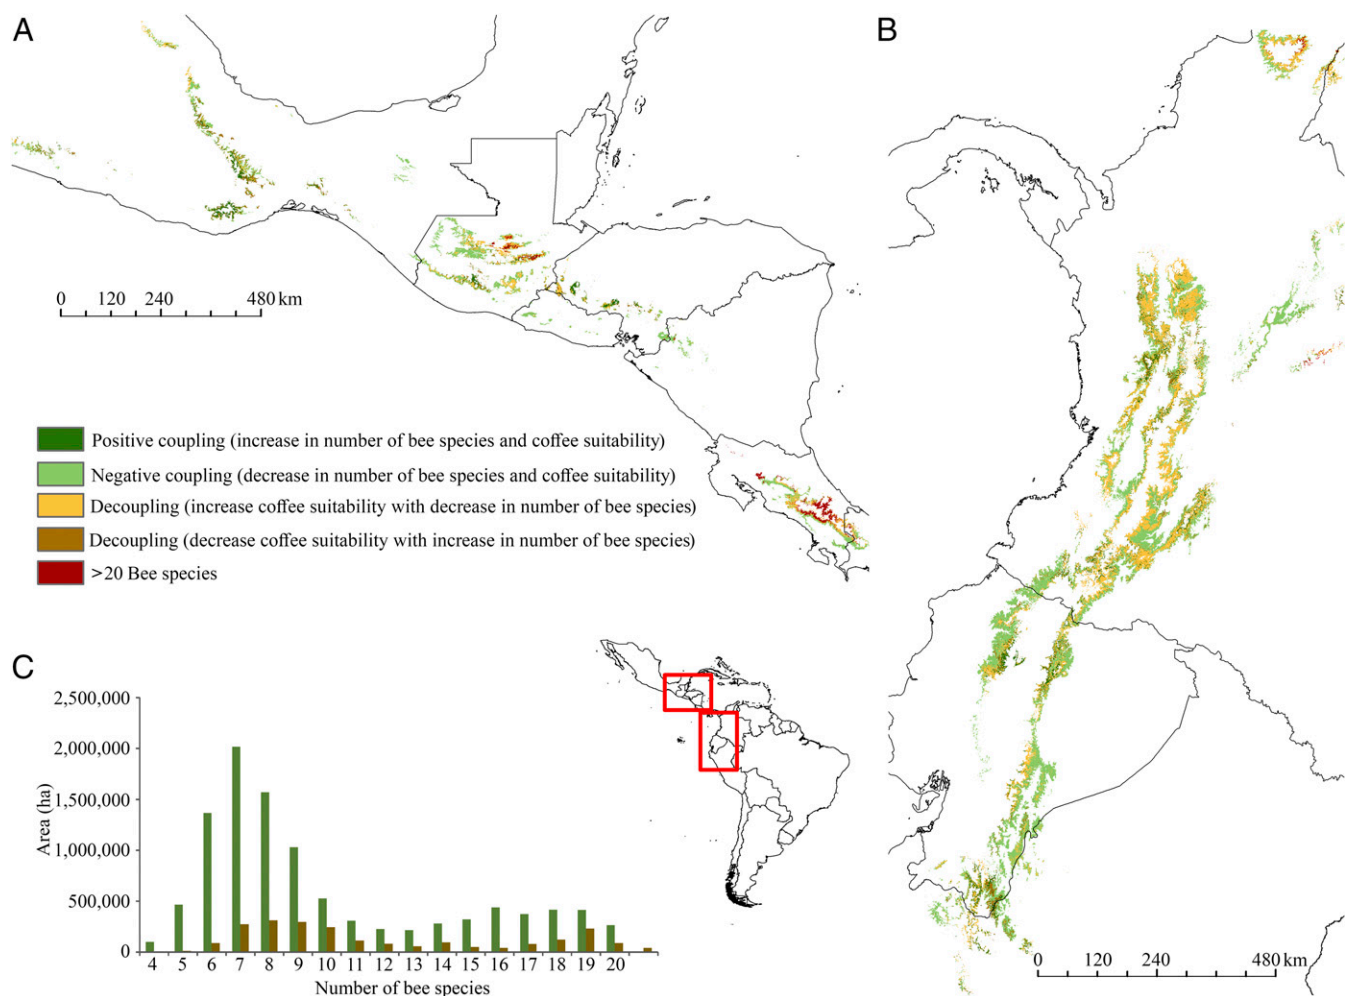 A
B
0 120 240 480 km
Positive coupling (increase in number of bee species and coffee suitability)
Negative coupling (decrease in number of bee species and coffee suitability)
Decoupling (increase coffee suitability with decrease in number of bee species)
Decoupling (decrease coffee suitability with increase in number of bee species)
>20 Bee species
C
2,500,000
2,000,000
1,500,000
1,000,000
500,000
0
Area (ha)
4 5 6 7 8 9 10 11 12 13 14 15 16 17 18 19 20
Number of bee species
0 120 240 480 km